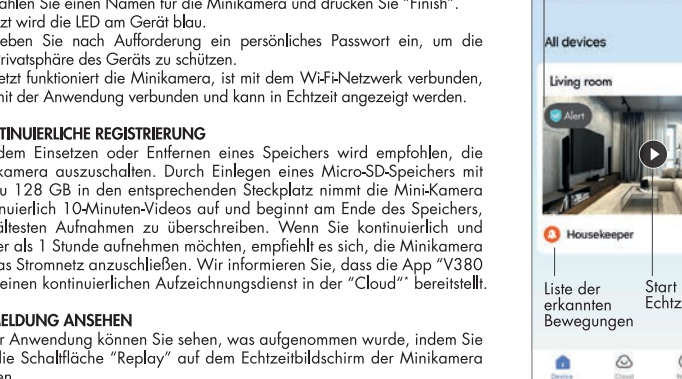 ählen Sie einen Namen für die Minikamera und drücken Sie "Finish".
tzt wird die LED am Gerät blau.
eben Sie nach Aufforderung ein persönliches Passwort ein, um die
rivatsphäre des Geräts zu schützen.
etzt funktioniert die Minikamera, ist mit dem Wi-Fi-Netzwerk verbunden,
nit der Anwendung verbunden und kann in Echtzeit angezeigt werden.
TINUIERLICHE REGISTRIERUNG
dem Einsetzen oder Entfernen eines Speichers wird empfohlen, die
kamera auszuschalten. Durch Einlegen eines Micro-SD-Speichers mit
u 128 GB in den entsprechenden Steckplatz nimmt die Mini-Kamera
nuierlich 10-Minuten-Videos auf und beginnt am Ende des Speichers,
ältesten Aufnahmen zu überschreiben. Wenn Sie kontinuierlich und
er als 1 Stunde aufnehmen möchten, empfiehlt es sich, die Minikamera
as Stromnetz anzuschließen. Wir informieren Sie, dass die App "V380
einen kontinuierlichen Aufzeichnungsdienst in der "Cloud"* bereitstellt.
MELDUNG ANSEHEN
r Anwendung können Sie sehen, was aufgenommen wurde, indem Sie
die Schaltfläche "Replay" auf dem Echtzeitbildschirm der Minikamera
en.
All devices
Living room
Alert
Housekeeper
Liste der
erkannten
Bewegungen
Start
Echtz
Device
Cloud